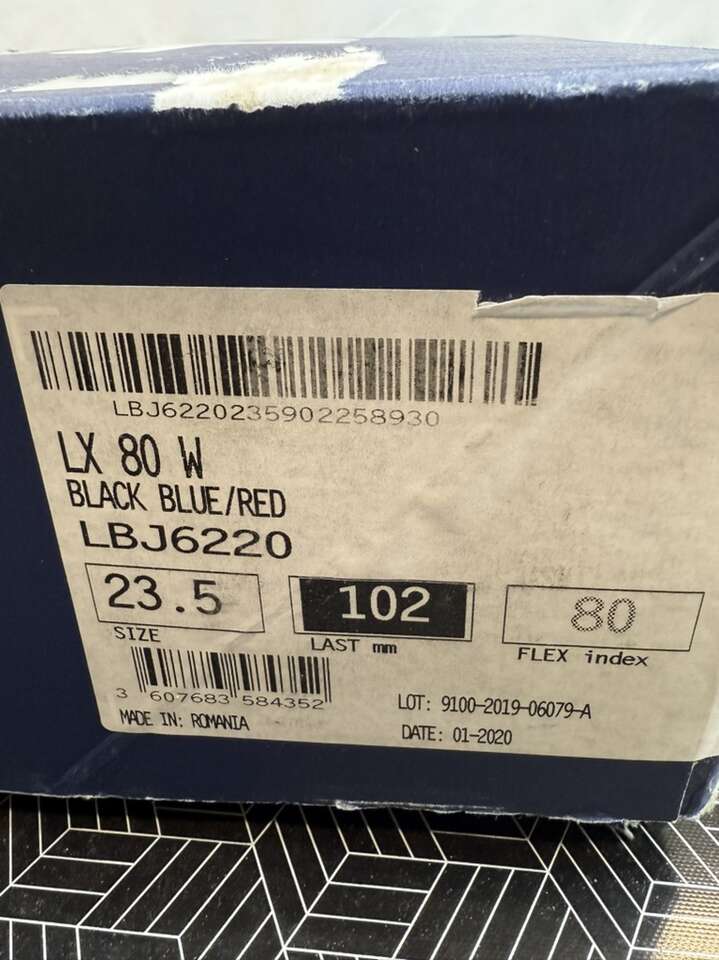 LBJ6220235902258930
LX 80 W
BLACK BLUE/RED
LBJ6220
23.5 102 80
SIZE LAST mm FLEX index
3 607683 584352
LOT: 9100-2019-06079-A
MADE IN: ROMANIA
DATE: 01-2020